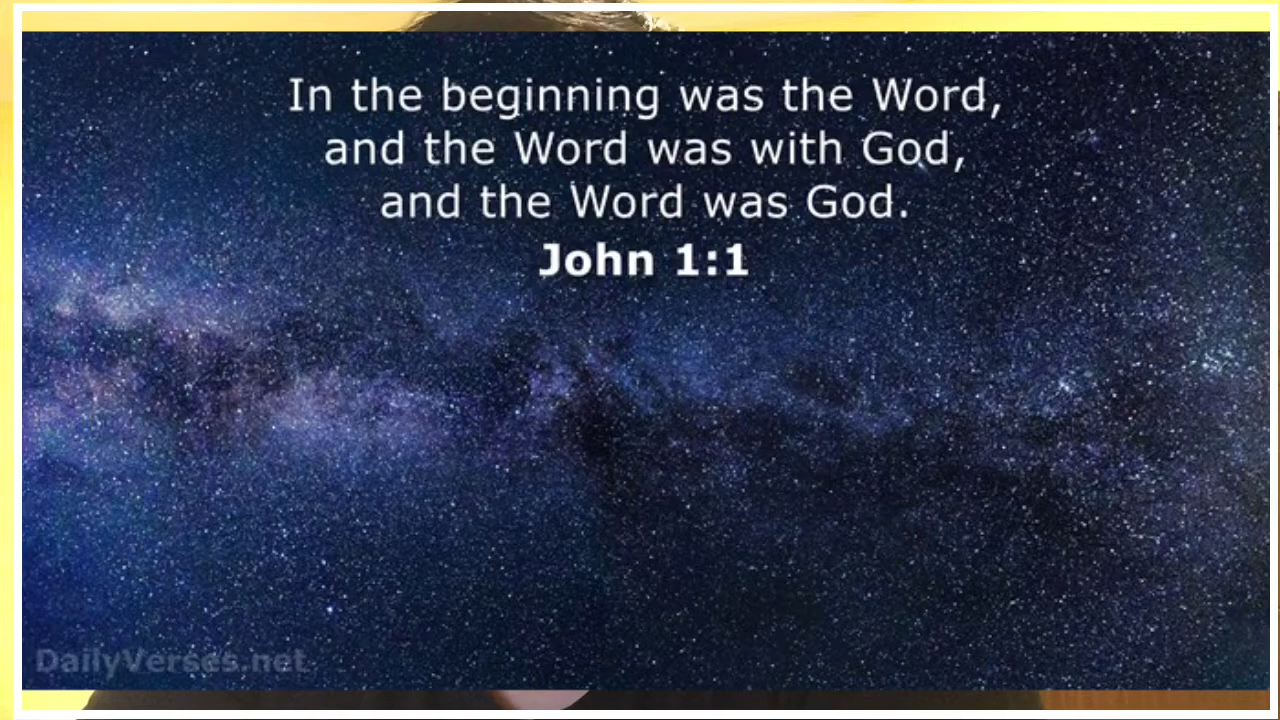 In the beginning was the Word,
and the Word was with God,
and the Word was God.
John 1:1
DailyVerses.net